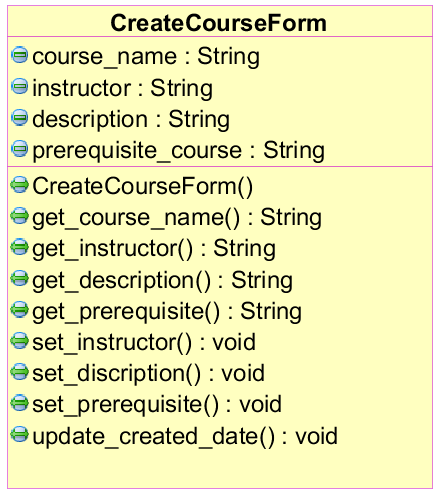 CreateCourseForm
course_name : String
instructor : String
description : String
prerequisite_course : String
CreateCourseForm()
get_course_name() : String
get_instructor() : String
get_description() : String
get_prerequisite() : String
set_instructor() : void
set_discription() : void
set_prerequisite() : void
update_created_date() : void